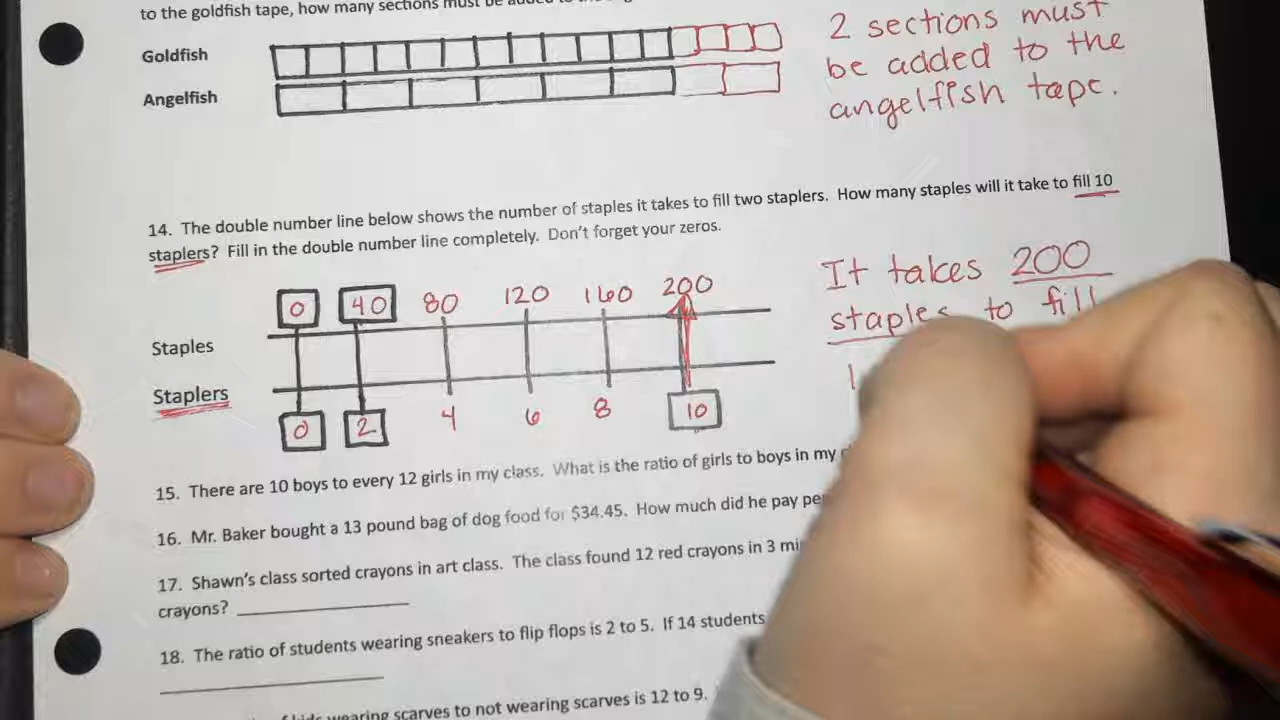 to the goldfish tape, how many sections must be added to the
Goldfish
Angelfish
2 sections must
be added to the
angelfish tape.
14. The double number line below shows the number of staples it takes to fill two staplers. How many staples will it take to fill 10
staplers? Fill in the double number line completely. Don't forget your zeros.
0 40 80 120 160 200
Staples
Staplers
0 2 4 6 8 10
It takes 200
staples to fill
1
15. There are 10 boys to every 12 girls in my class. What is the ratio of girls to boys in my
16. Mr. Baker bought a 13 pound bag of dog food for $34.45. How much did he pay
17. Shawn's class sorted crayons in art class. The class found 12 red crayons in 3
crayons?
18. The ratio of students wearing sneakers to flip flops is 2 to 5. If 14 students
wearing scarves to not wearing scarves is 12 to 9.